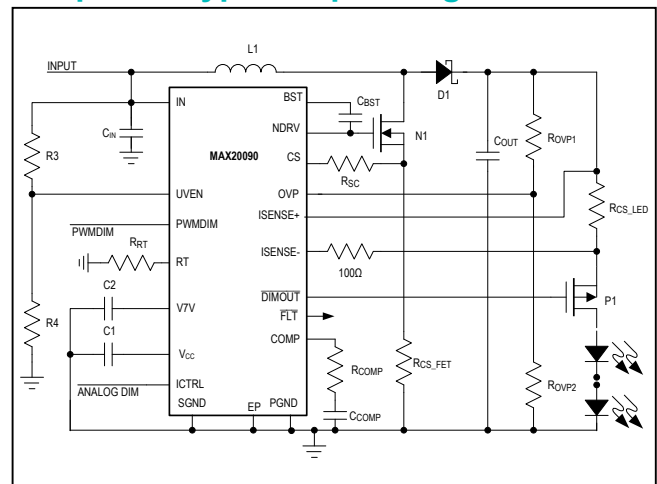 L1
INPUT
D1
IN
BST
CBST
CIN
NDRV
N1
R3
MAX20090
CS
COUT
ROVP1
RSC
UVEN
OVP
ISENSE+
RCS_LED
PWMDIM
PWMDIM
RRT
ISENSE-
RT
100Ω
C2
DIMOUT
P1
V7V
FLT
R4
C1
COMP
VCC
RCOMP
RCS_FET
ROVP2
ICTRL
ANALOG DIM
SGND
EP
PGND
CCOMP